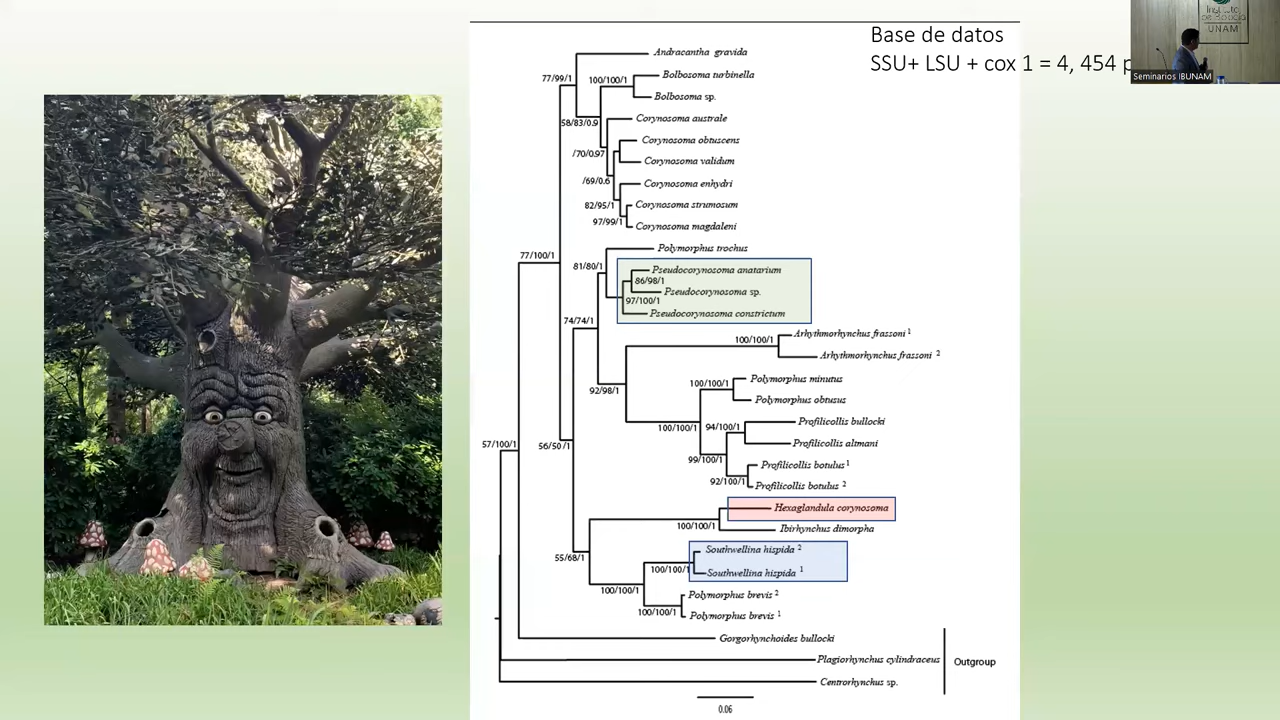 Base de datos
SSU+ LSU + cox 1 = 4, 454 p
Instituto
de Biología
UNAM
Seminarios IBUNAM
Andracantha gravida
77/99/1
100/100/1
Bolbosoma turbinella
Bolbosoma sp.
58/83/0.9
Corynosoma australe
Corynosoma obtuscens
/70/0.97
Corynosoma validum
/69/0.6
Corynosoma enhydri
82/95/1
Corynosoma strumosum
97/99/1
Corynosoma magdaleni
77/100/1
Polymorphus trochus
81/80/1
Pseudocorynosoma anatarium
86/98/1
Pseudocorynosoma sp.
97/100/1
Pseudocorynosoma constrictum
74/74/1
Arhythmorhynchus frassoni 1
100/100/1
Arhythmorhynchus frassoni 2
92/98/1
Polymorphus minutus
100/100/1
Polymorphus obtusus
Profilicollis bullocki
100/100/1
94/100/1
Profilicollis altmani
57/100/1
56/50/1
99/100/1
Profilicollis botulus 1
92/100/1
Profilicollis botulus 2
Hexaglandula corynosoma
100/100/1
Ibirhynchus dimorpha
55/68/1
Southwellina hispida 2
100/100/1
Southwellina hispida 1
100/100/1
Polymorphus brevis 2
100/100/1
Polymorphus brevis 1
Gorgorhynchoides bullocki
Plagiorhynchus cylindraceus
Outgroup
Centrorhynchus sp.
0.06